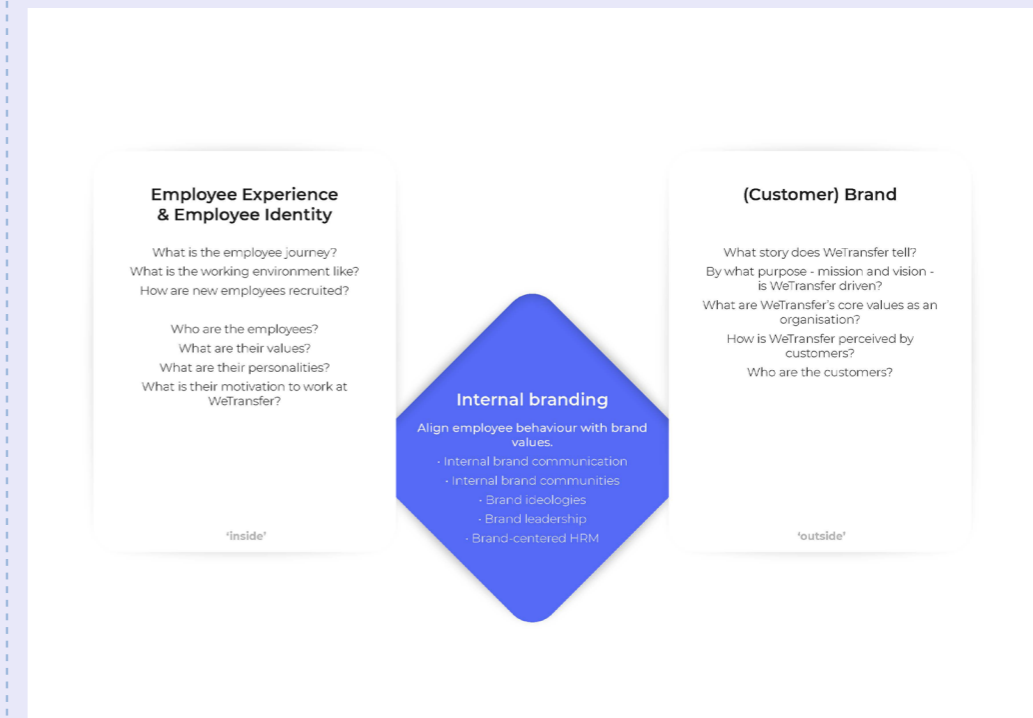 Employee Experience
& Employee Identity
What is the employee journey?
What is the working environment like?
How are new employees recruited?
Who are the employees?
What are their values?
What are their personalities?
What is their motivation to work at
WeTransfer?
'inside'
Internal branding
Align employee behaviour with brand
values.
• Internal brand communication
• Internal brand communities
• Brand ideologies
• Brand leadership
• Brand-centered HRM
(Customer) Brand
What story does WeTransfer tell?
By what purpose - mission and vision -
is WeTransfer driven?
What are WeTransfer's core values as an
organisation?
How is WeTransfer perceived by
customers?
Who are the customers?
'outside'